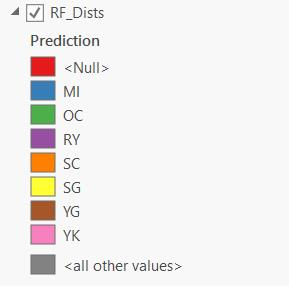 RF_Dists
Prediction
<Null>
MI
OC
RY
SC
SG
YG
YK
<all other values>